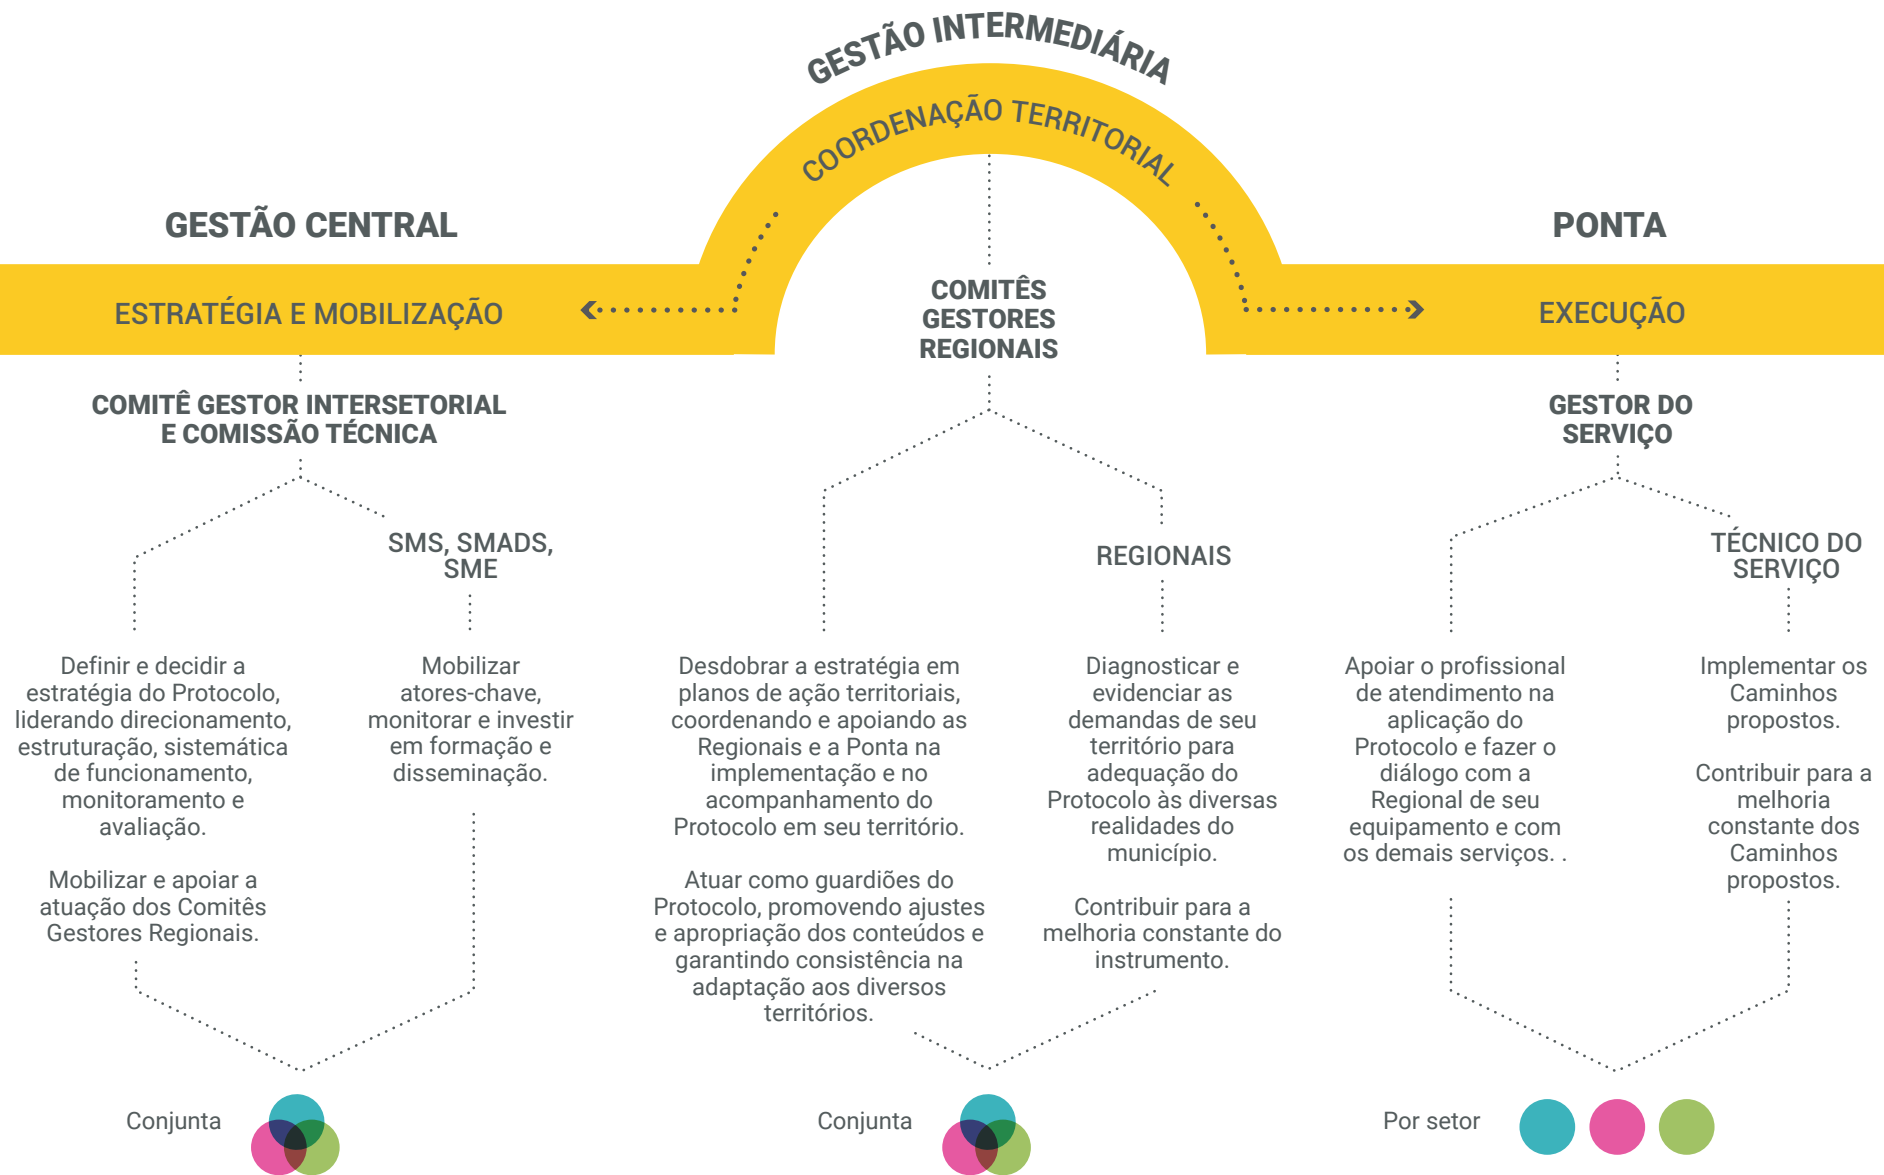 GESTÃO INTERMEDIÁRIA
COORDENAÇÃO TERRITORIAL
GESTÃO CENTRAL
ESTRATÉGIA E MOBILIZAÇÃO
COMITÊ GESTOR INTERSETORIAL
E COMISSÃO TÉCNICA
SMS, SMADS,
SME
Definir e decidir a
estratégia do Protocolo,
liderando direcionamento,
estruturação, sistemática
de funcionamento,
monitoramento e
avaliação.
Mobilizar e apoiar a
atuação dos Comitês
Gestores Regionais.
Mobilizar
atores-chave,
monitorar e investir
em formação e
disseminação.
Conjunta
COMITÊS
GESTORES
REGIONAIS
REGIONAIS
Desdobrar a estratégia em
planos de ação territoriais,
coordenando e apoiando as
Regionais e a Ponta na
implementação e no
acompanhamento do
Protocolo em seu território.
Atuar como guardiões do
Protocolo, promovendo ajustes
e apropriação dos conteúdos e
garantindo consistência na
adaptação aos diversos
territórios.
Diagnosticar e
evidenciar as
demandas de seu
território para
adequação do
Protocolo às diversas
realidades do
município.
Contribuir para a
melhoria constante do
instrumento.
Conjunta
PONTA
EXECUÇÃO
GESTOR DO
SERVIÇO
TÉCNICO DO
SERVIÇO
Apoiar o profissional
de atendimento na
aplicação do
Protocolo e fazer o
diálogo com a
Regional de seu
equipamento e com
os demais serviços. .
Implementar os
Caminhos
propostos.
Contribuir para a
melhoria
constante dos
Caminhos
propostos.
Por setor